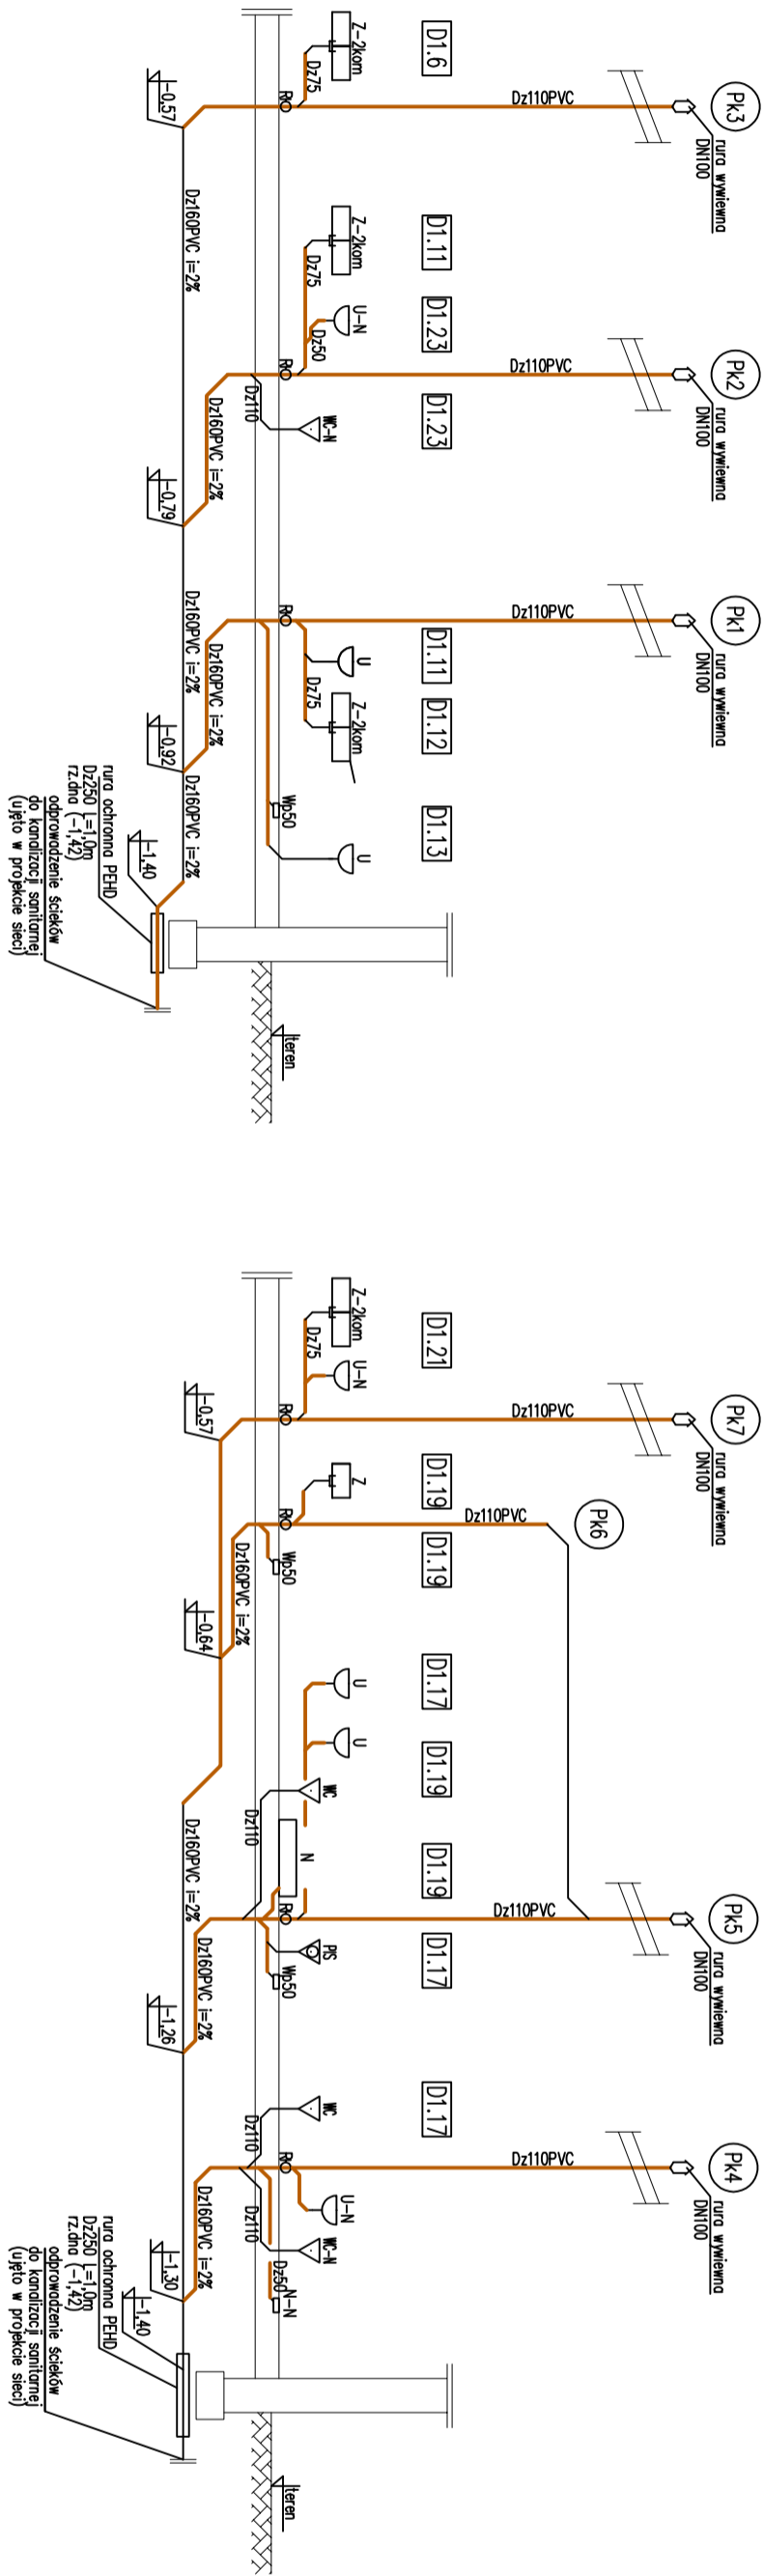 Pk3
rura wywiewna
DN100
Dz110PVC
D1.6
Z-2kom
Dz75
R
-0,57
Dz160PVC i=2%
Pk2
rura wywiewna
DN100
Dz110PVC
D1.11
D1.23
D1.23
Z-2kom
Dz75
U-N
Dz50
R
Dz110
WC-N
Dz160PVC i=2%
-0,79
Dz160PVC i=2%
Pk1
rura wywiewna
DN100
Dz110PVC
D1.11
D1.12
D1.13
R
U
Dz75
Z-2kom
Wp50
U
Dz160PVC i=2%
-0,92
Dz160PVC i=2%
-1,40
teren
rura ochronna PEHD
Dz250 L=1,0m
rz.dna (-1,42)
odprowadzenie ścieków
do kanalizacji sanitarnej
(ujęto w projekcie sieci)
Pk7
rura wywiewna
DN100
Dz110PVC
D1.21
Z-2kom
Dz75
U-N
R
-0,57
Pk6
Dz110PVC
D1.19
D1.19
Z
R
Wp50
Dz160PVC i=2%
-0,64
Dz160PVC i=2%
Pk5
rura wywiewna
DN100
Dz110PVC
D1.17
D1.19
D1.19
D1.17
U
U
WC
Dz110
N
R
PIS
Wp50
Dz160PVC i=2%
-1,26
Pk4
rura wywiewna
DN100
Dz110PVC
D1.17
WC
Dz110
R
U-N
Dz110
WC-N
Dz50
N-N
Dz160PVC i=2%
-1,30
-1,40
teren
rura ochronna PEHD
Dz250 L=1,0m
rz.dna (-1,42)
odprowadzenie ścieków
do kanalizacji sanitarnej
(ujęto w projekcie sieci)